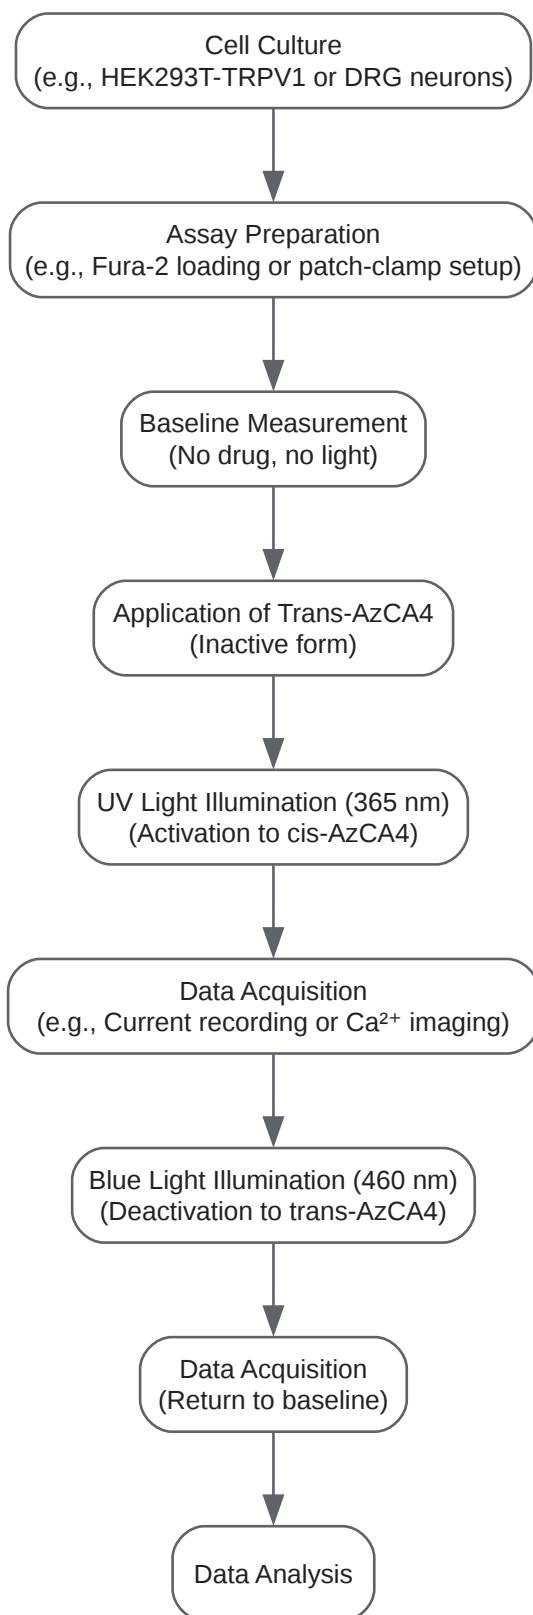 Cell Culture
(e.g., HEK293T-TRPV1 or DRG neurons)
Assay Preparation
(e.g., Fura-2 loading or patch-clamp setup)
Baseline Measurement
(No drug, no light)
Application of Trans-AzCA4
(Inactive form)
UV Light Illumination (365 nm)
(Activation to cis-AzCA4)
Data Acquisition
(e.g., Current recording or Ca²⁺ imaging)
Blue Light Illumination (460 nm)
(Deactivation to trans-AzCA4)
Data Acquisition
(Return to baseline)
Data Analysis